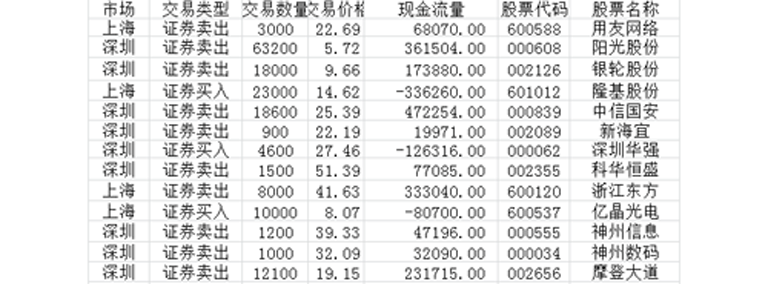 市场 交易类型 交易数量 交易价格 现金流量 股票代码 股票名称
上海 证券卖出 3000 22.69 68070.00 600588 用友网络
深圳 证券卖出 63200 5.72 361504.00 000608 阳光股份
深圳 证券卖出 18000 9.66 173880.00 002126 银轮股份
上海 证券买入 23000 14.62 -336260.00 601012 隆基股份
深圳 证券卖出 18600 25.39 472254.00 000839 中信国安
深圳 证券卖出 900 22.19 19971.00 002089 新海宜
深圳 证券买入 4600 27.46 -126316.00 000062 深圳华强
深圳 证券卖出 1500 51.39 77085.00 002355 科华恒盛
上海 证券卖出 8000 41.63 333040.00 600120 浙江东方
上海 证券买入 10000 8.07 -80700.00 600537 亿晶光电
深圳 证券卖出 1200 39.33 47196.00 000555 神州信息
深圳 证券卖出 1000 32.09 32090.00 000034 神州数码
深圳 证券卖出 12100 19.15 231715.00 002656 摩登大道